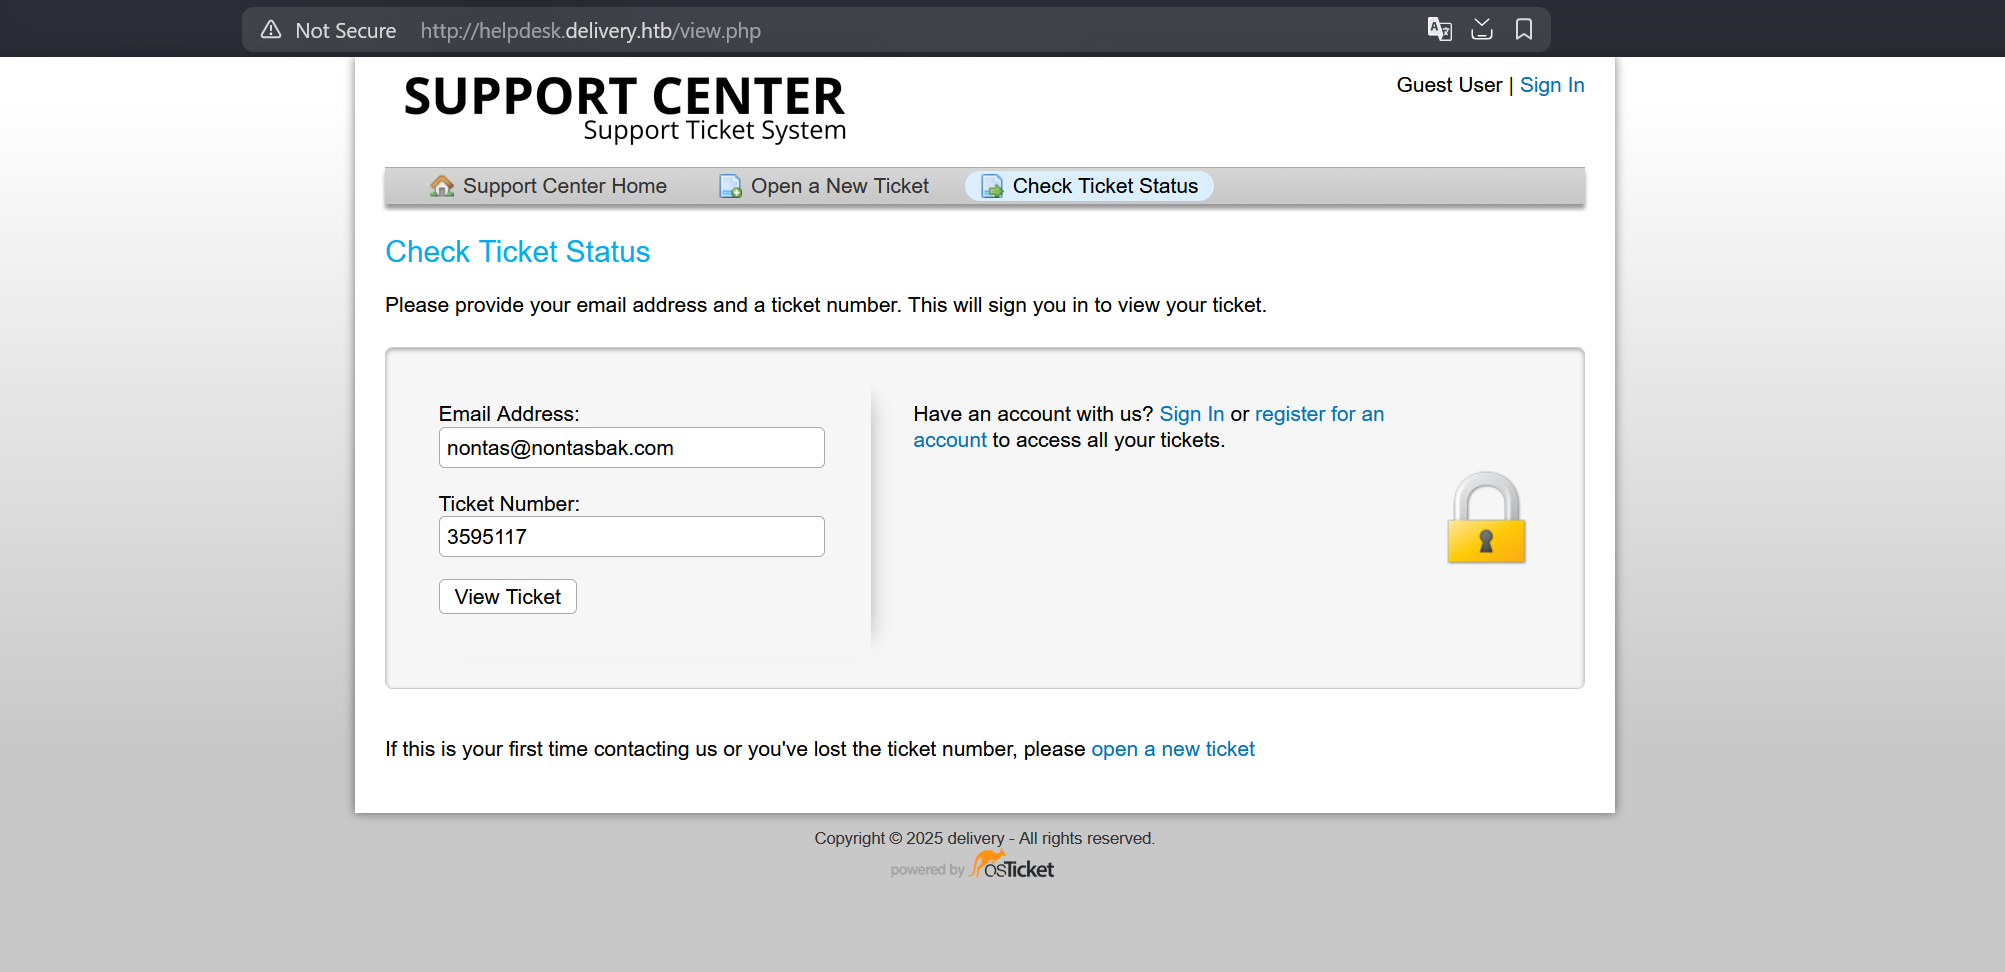 Not Secure http://helpdesk.delivery.htb/view.php
SUPPORT CENTER
Support Ticket System
Guest User | Sign In
Support Center Home Open a New Ticket Check Ticket Status
Check Ticket Status
Please provide your email address and a ticket number. This will sign you in to view your ticket.
Email Address:
nontas@nontasbak.com
Ticket Number:
3595117
View Ticket
Have an account with us? Sign In or register for an
account to access all your tickets.
If this is your first time contacting us or you've lost the ticket number, please open a new ticket
Copyright © 2025 delivery - All rights reserved.
powered by osTicket